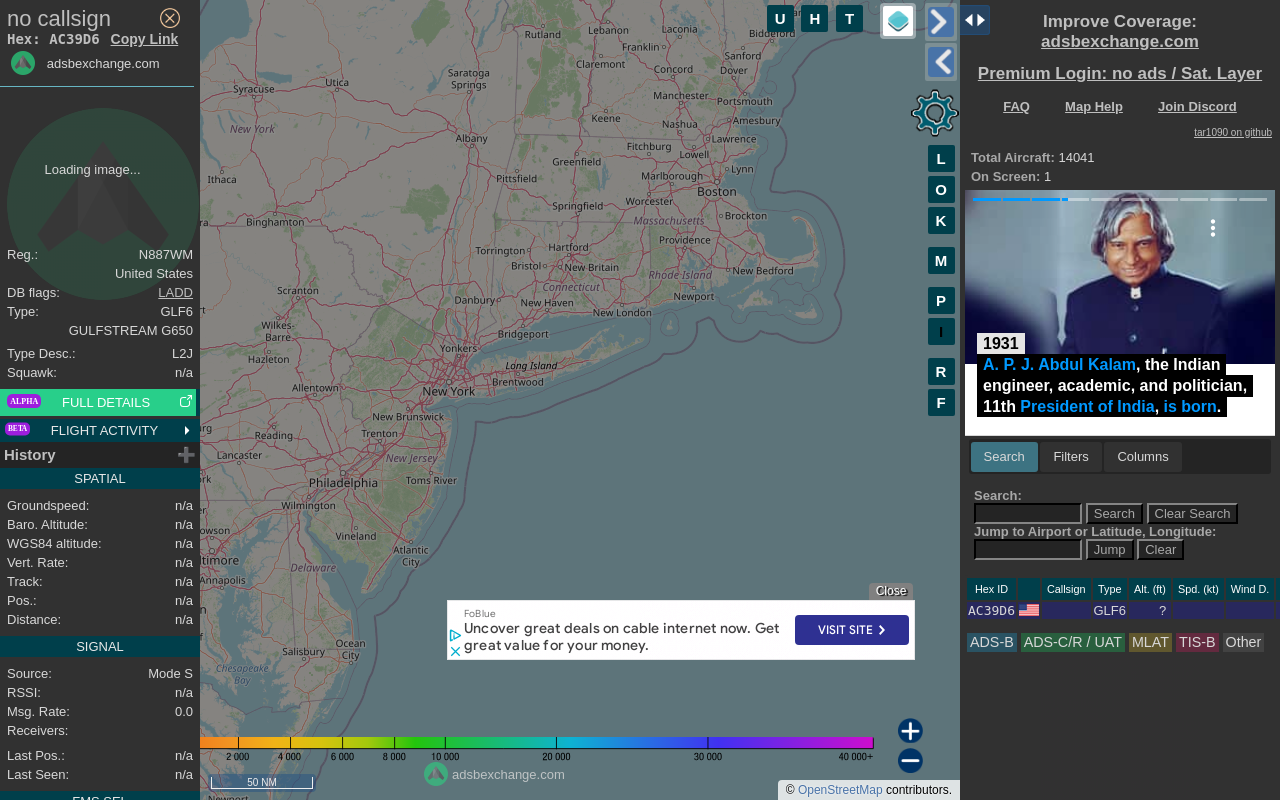 no callsign
Hex: AC39D6 Copy Link
adsbexchange.com
Loading image...
Reg.: N887WM
United States
DB flags: LADD
Type: GLF6
GULFSTREAM G650
Type Desc.: L2J
Squawk: n/a
ALPHA FULL DETAILS
BETA FLIGHT ACTIVITY
History
SPATIAL
Groundspeed: n/a
Baro. Altitude: n/a
WGS84 altitude: n/a
Vert. Rate: n/a
Track: n/a
Pos.: n/a
Distance: n/a
SIGNAL
Source: Mode S
RSSI: n/a
Msg. Rate: 0.0
Receivers:
Last Pos.: n/a
Last Seen: n/a
FMS SEL
U H T
L
O
K
M
P
I
R
F
Rutland
Lebanon
Laconia
Biddeford
Franklin
Claremont
Sanford
Concord
Dover
Saratoga
Springs
Utica
Syracuse
Manchester
Portsmouth
Keene
Nashua
Amesbury
New York
Albany
Fitchburg
Lawrence
Lowell
Greenfield
Ithaca
Pittsfield
Marlborough
Lynn
Boston
Worcester
Springfield
Massachusetts
Brockton
Binghamton
Providence
Torrington
Hartford
Bristol
New Britain
New Bedford
Rhode Island
Connecticut
Scranton
Danbury
New Haven
Newport
New London
Wilkes-
Barre
Bridgeport
Hazleton
Yonkers
Long Island
Brentwood
Allentown
New York
New Brunswick
Reading
Trenton
Lancaster
New Jersey
Toms River
Philadelphia
Wilmington
Vineland
Atlantic
City
Annapolis
Delaware
Ocean
City
Salisbury
Chesapeake
Bay
Newport
Close
FoBlue
Uncover great deals on cable internet now. Get
great value for your money.
VISIT SITE
2 000 4 000 6 000 8 000 10 000 20 000 30 000 40 000+
adsbexchange.com
50 NM
© OpenStreetMap contributors.
Improve Coverage:
adsbexchange.com
Premium Login: no ads / Sat. Layer
FAQ Map Help Join Discord
tar1090 on github
Total Aircraft: 14041
On Screen: 1
1931
A. P. J. Abdul Kalam, the Indian
engineer, academic, and politician,
11th President of India, is born.
Search Filters Columns
Search:
Search Clear Search
Jump to Airport or Latitude, Longitude:
Jump Clear
Hex ID Callsign Type Alt. (ft) Spd. (kt) Wind D.
AC39D6 GLF6 ?
ADS-B ADS-C/R / UAT MLAT TIS-B Other